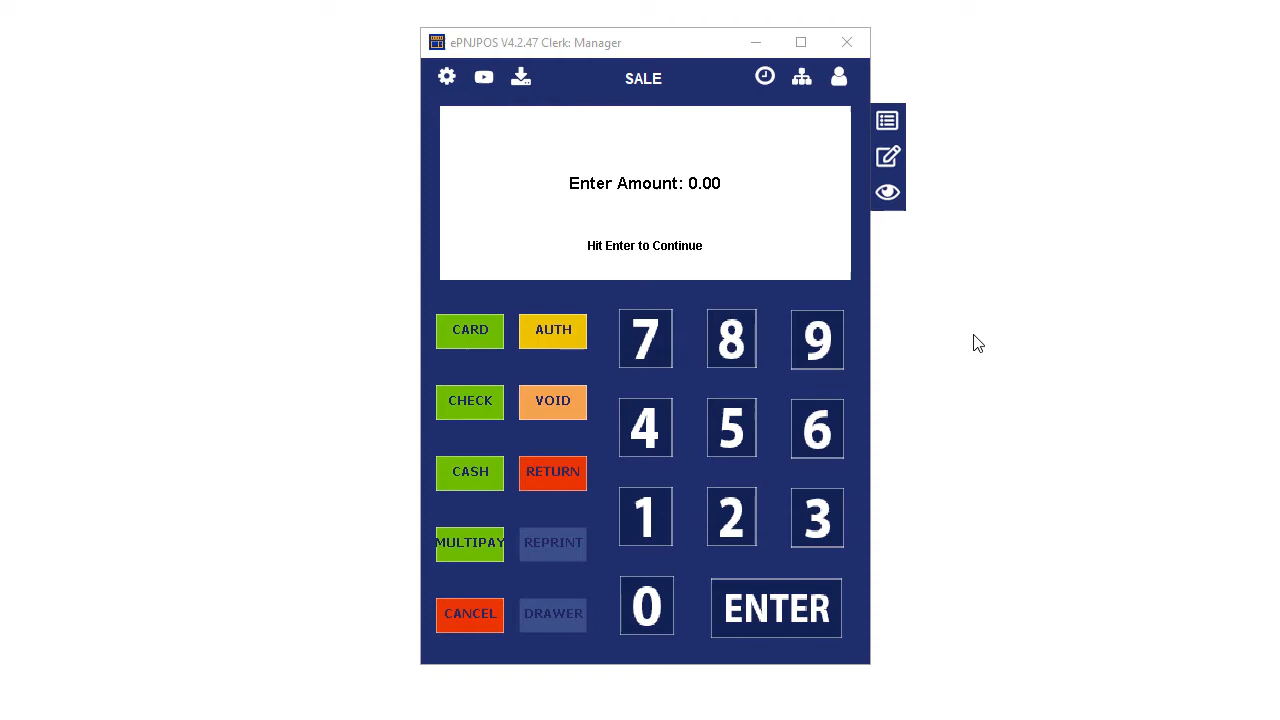 ePNJPOS V4.2.47 Clerk: Manager
SALE
Enter Amount: 0.00
Hit Enter to Continue
CARD AUTH 7 8 9
CHECK VOID 4 5 6
CASH RETURN 1 2 3
MULTIPAY REPRINT
CANCEL DRAWER 0 ENTER